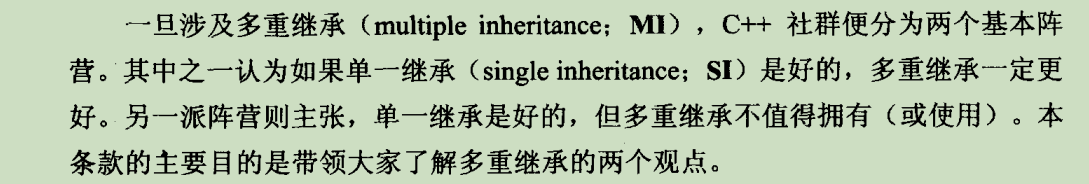 一旦涉及多重继承（multiple inheritance；MI），C++ 社群便分为两个基本阵
营。其中之一认为如果单一继承（single inheritance；SI）是好的，多重继承一定更
好。另一派阵营则主张，单一继承是好的，但多重继承不值得拥有（或使用）。本
条款的主要目的是带领大家了解多重继承的两个观点。